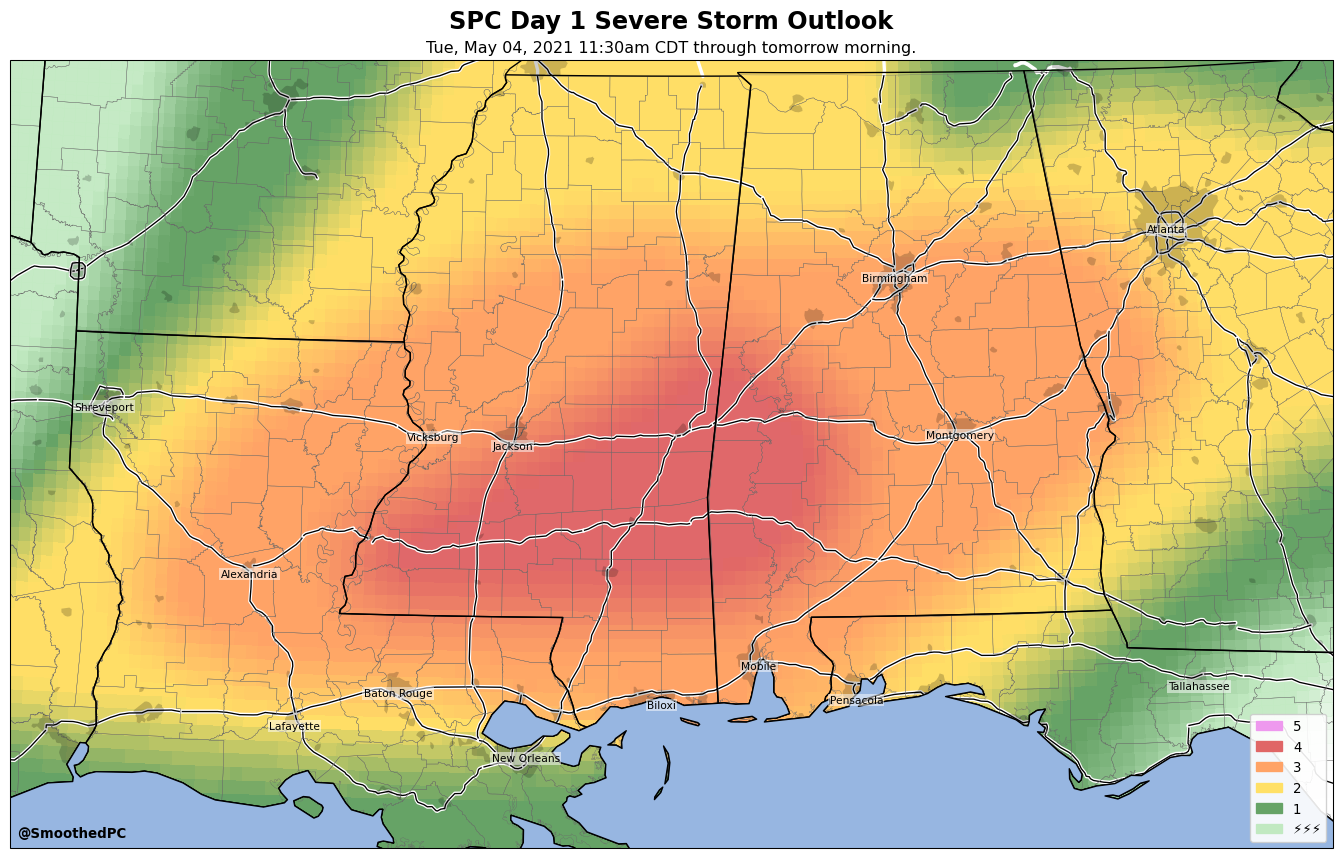 SPC Day 1 Severe Storm Outlook
Tue, May 04, 2021 11:30am CDT through tomorrow morning.
Atlanta
Birmingham
Shreveport
Vicksburg
Jackson
Montgomery
Alexandria
Mobile
Tallahassee
Baton Rouge
Pensacola
Biloxi
Lafayette
New Orleans
5
4
3
2
1
⚡⚡⚡
@SmoothedPC